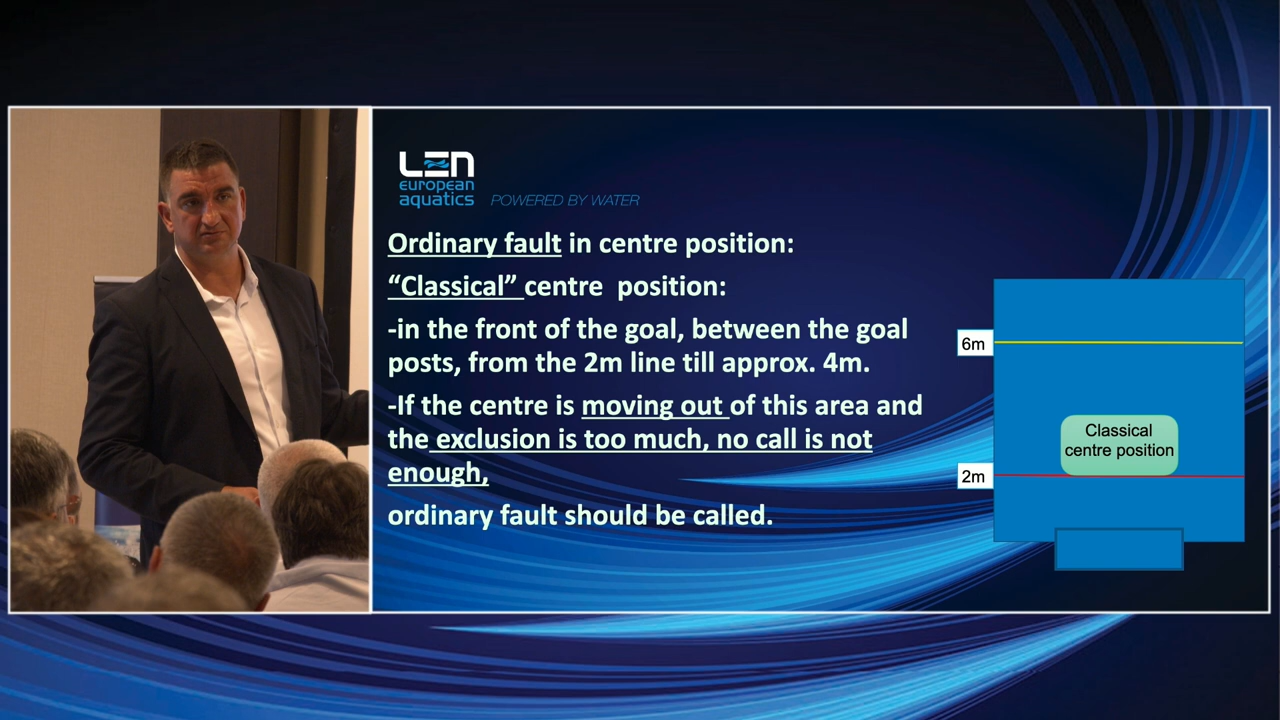 LEN
european
aquatics
POWERED BY WATER
Ordinary fault in centre position:
“Classical” centre  position:
-in the front of the goal, between the goal
posts, from the 2m line till approx. 4m.
-If the centre is moving out of this area and
the exclusion is too much, no call is not
enough,
ordinary fault should be called.
6m
Classical
centre position
2m